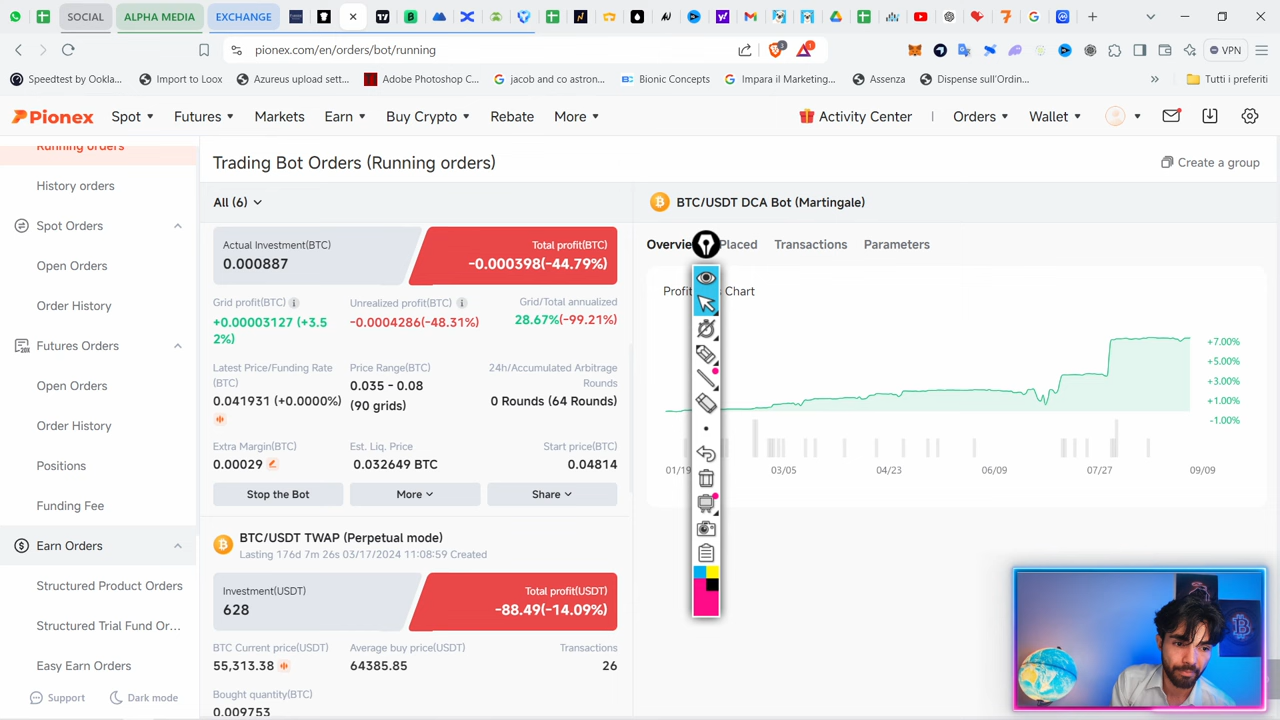 SOCIAL
ALPHA MEDIA
EXCHANGE
pionex.com/en/orders/bot/running
VPN
Speedtest by Ookla...
Import to Loox
Azureus upload sett...
Adobe Photoshop C...
jacob and co astron...
Bionic Concepts
Impara il Marketing...
Assenza
Dispense sull'Ordin...
Tutti i preferiti
Pionex
Spot
Futures
Markets
Earn
Buy Crypto
Rebate
More
Activity Center
Orders
Wallet
Running orders
History orders
Spot Orders
Open Orders
Order History
Futures Orders
Open Orders
Order History
Positions
Funding Fee
Earn Orders
Structured Product Orders
Structured Trial Fund Or...
Easy Earn Orders
Support
Dark mode
Trading Bot Orders (Running orders)
Create a group
All (6)
Actual Investment(BTC)
0.000887
Total profit(BTC)
-0.000398(-44.79%)
Grid profit(BTC)
+0.00003127 (+3.5
2%)
Unrealized profit(BTC)
-0.0004286(-48.31%)
Grid/Total annualized
28.67%(-99.21%)
Latest Price/Funding Rate
(BTC)
0.041931 (+0.0000%)
Price Range(BTC)
0.035 - 0.08
(90 grids)
24h/Accumulated Arbitrage
Rounds
0 Rounds (64 Rounds)
Extra Margin(BTC)
0.00029
Est. Liq. Price
0.032649 BTC
Start price(BTC)
0.04814
Stop the Bot
More
Share
BTC/USDT TWAP (Perpetual mode)
Lasting 176d 7m 26s 03/17/2024 11:08:59 Created
Investment(USDT)
628
Total profit(USDT)
-88.49(-14.09%)
BTC Current price(USDT)
55,313.38
Average buy price(USDT)
64385.85
Transactions
26
Bought quantity(BTC)
0.009753
BTC/USDT DCA Bot (Martingale)
Overvie
Placed
Transactions
Parameters
Profit
s Chart
+7.00%
+5.00%
+3.00%
+1.00%
-1.00%
01/19
03/05
04/23
06/09
07/27
09/09